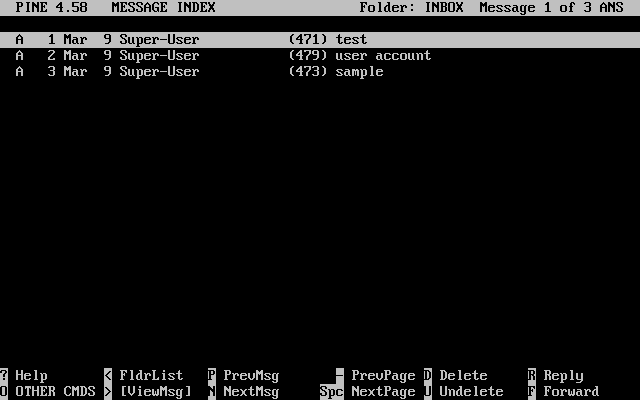 PINE 4.58   MESSAGE INDEX                  Folder: INBOX  Message 1 of 3 ANS
A   1 Mar  9 Super-User           (471) test
A   2 Mar  9 Super-User           (479) user account
A   3 Mar  9 Super-User           (473) sample
? Help       < FldrList  P PrevMsg       - PrevPage D Delete     R Reply
O OTHER CMDS > [ViewMsg] N NextMsg     Spc NextPage U Undelete   F Forward